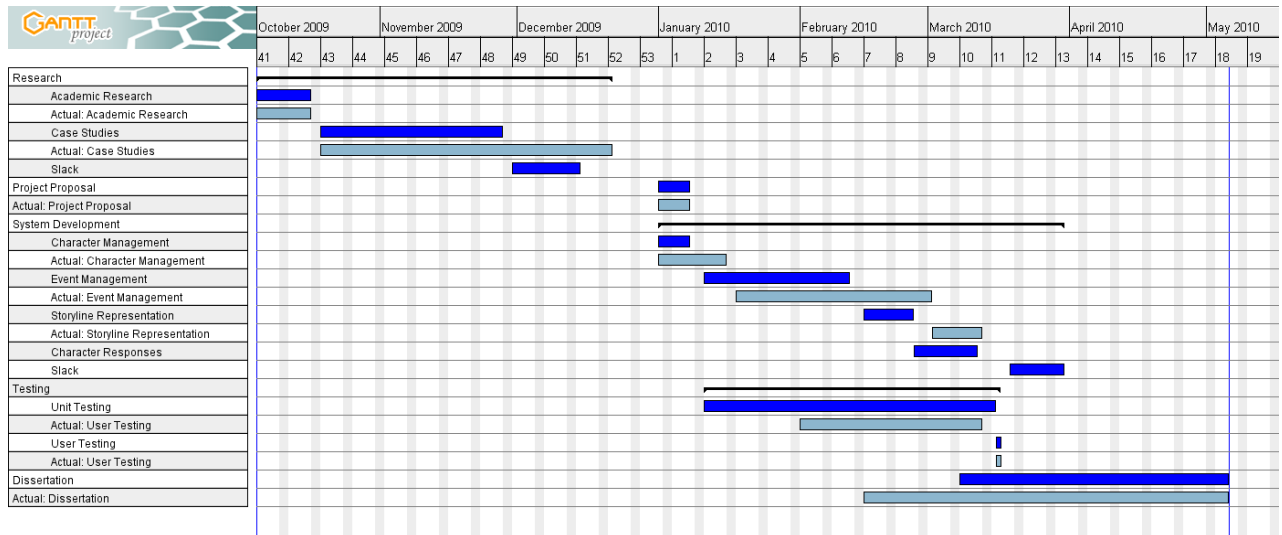 GANTT
project
October 2009 November 2009 December 2009 January 2010 February 2010 March 2010 April 2010 May 2010
41 42 43 44 45 46 47 48 49 50 51 52 53 1 2 3 4 5 6 7 8 9 10 11 12 13 14 15 16 17 18 19
Research
Academic Research
Actual: Academic Research
Case Studies
Actual: Case Studies
Slack
Project Proposal
Actual: Project Proposal
System Development
Character Management
Actual: Character Management
Event Management
Actual: Event Management
Storyline Representation
Actual: Storyline Representation
Character Responses
Slack
Testing
Unit Testing
Actual: User Testing
User Testing
Actual: User Testing
Dissertation
Actual: Dissertation